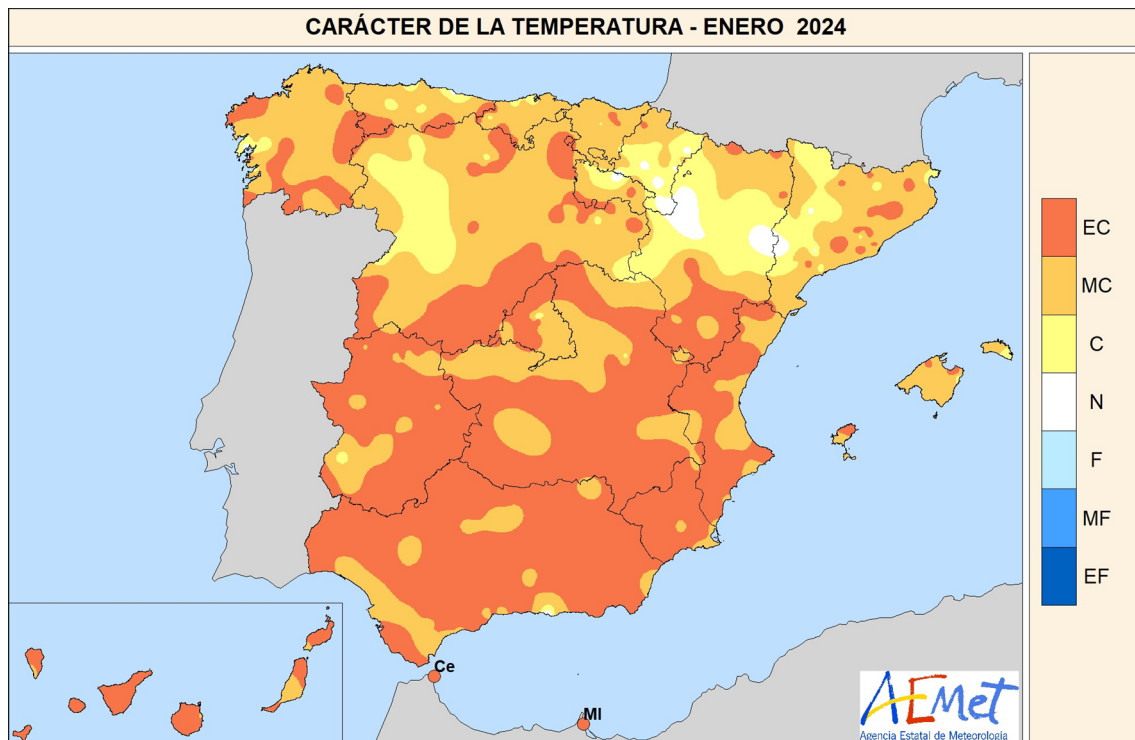 CARÁCTER DE LA TEMPERATURA - ENERO 2024
EC
MC
C
N
F
MF
EF
Ce
Ml
AEmet
Agencia Estatal de Meteorología